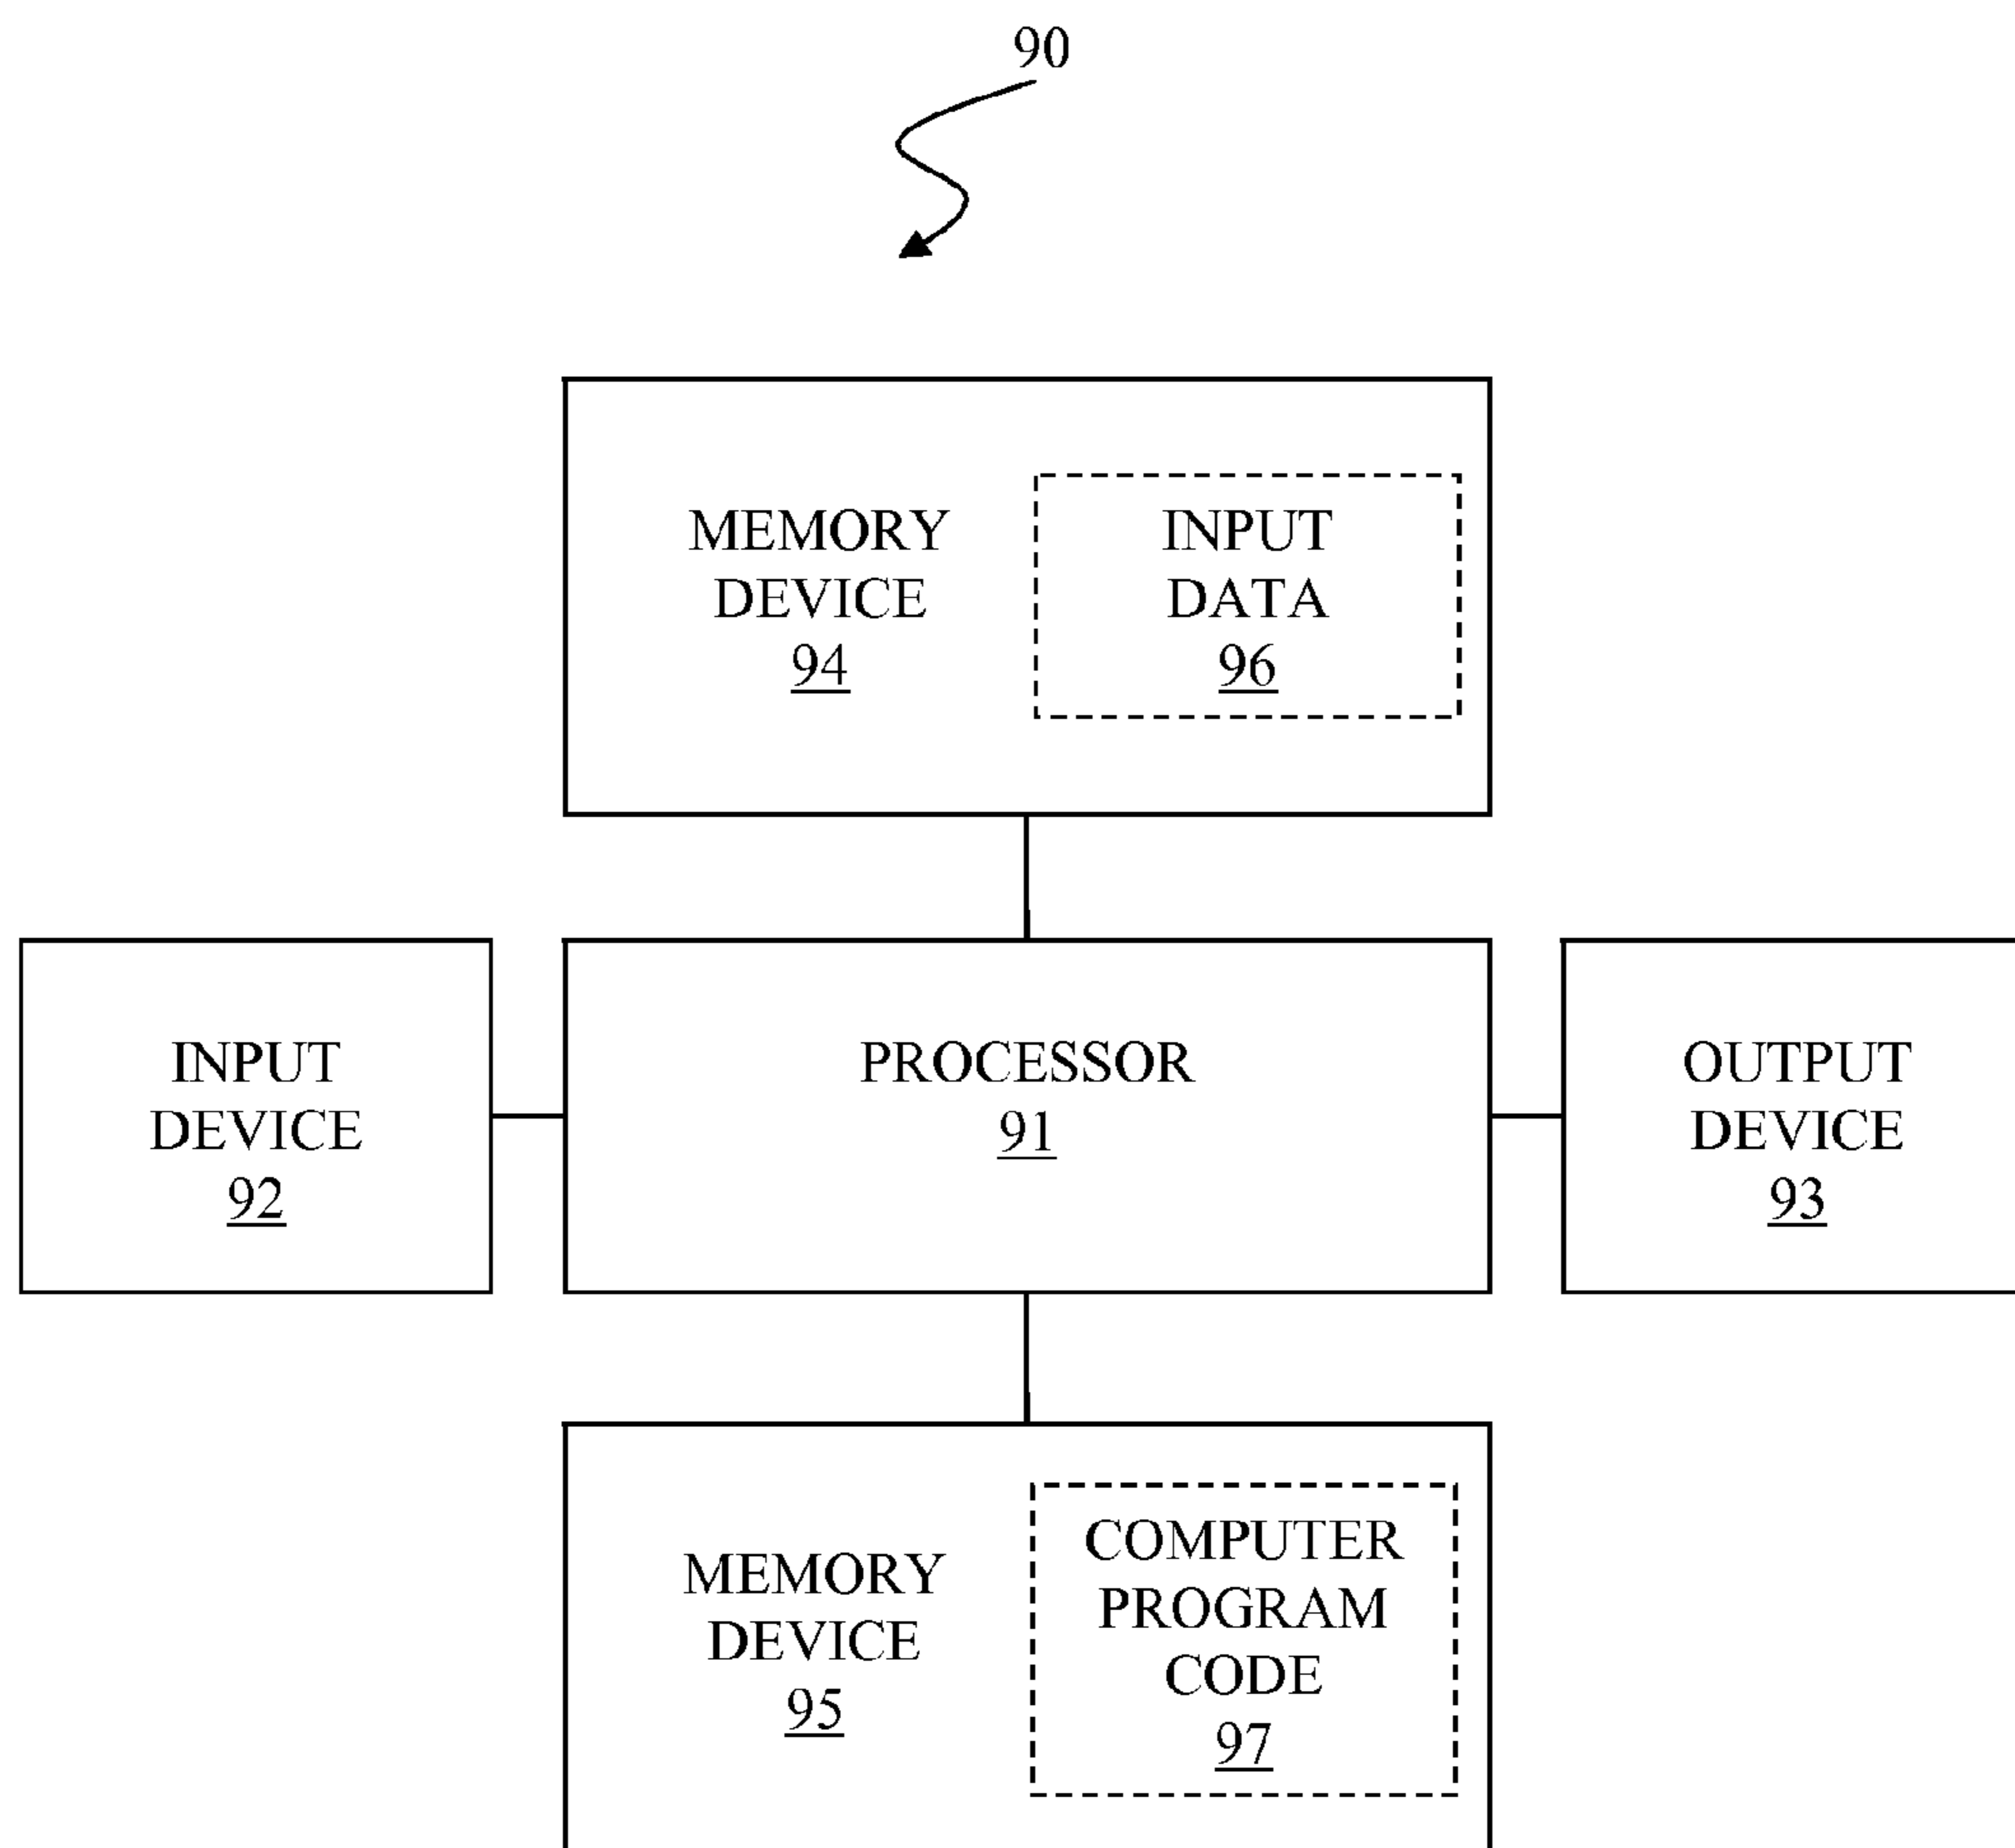 90
MEMORY
DEVICE
94
INPUT
DATA
96
INPUT
DEVICE
92
PROCESSOR
91
OUTPUT
DEVICE
93
MEMORY
DEVICE
95
COMPUTER
PROGRAM
CODE
97